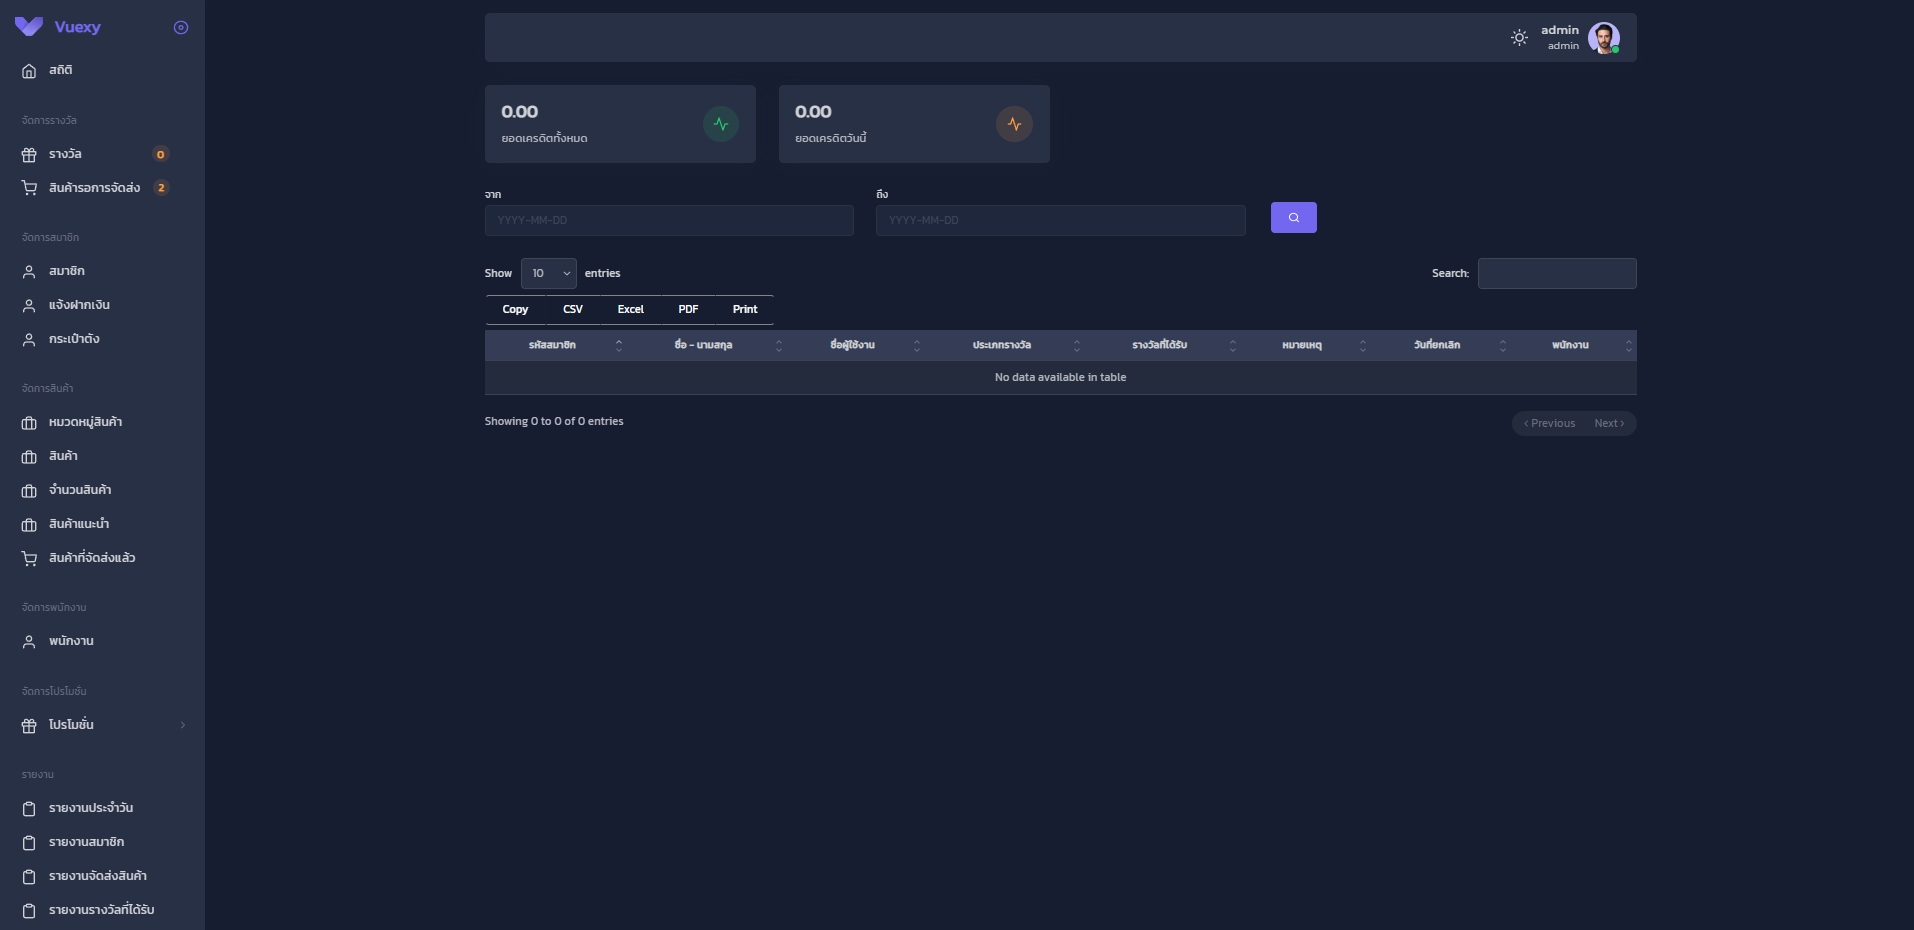 Vuexy
สถิติ
จัดการรางวัล
รางวัล 0
สินค้ารอการจัดส่ง 2
จัดการสมาชิก
สมาชิก
แจ้งฝากเงิน
กระเป๋าตัง
จัดการสินค้า
หมวดหมู่สินค้า
สินค้า
จำนวนสินค้า
สินค้าแนะนำ
สินค้าที่จัดส่งแล้ว
จัดการพนักงาน
พนักงาน
จัดการโปรโมชั่น
โปรโมชั่น
รายงาน
รายงานประจำวัน
รายงานสมาชิก
รายงานจัดส่งสินค้า
รายงานรางวัลที่ได้รับ
admin
admin
0.00
ยอดเครดิตทั้งหมด
0.00
ยอดเครดิตวันนี้
จาก ถึง
YYYY-MM-DD YYYY-MM-DD
Show 10 entries Search:
Copy CSV Excel PDF Print
รหัสสมาชิก ชื่อ - นามสกุล ชื่อผู้ใช้งาน ประเภทรางวัล รางวัลที่ได้รับ หมายเหตุ วันที่ยกเลิก พนักงาน
No data available in table
Showing 0 to 0 of 0 entries Previous Next